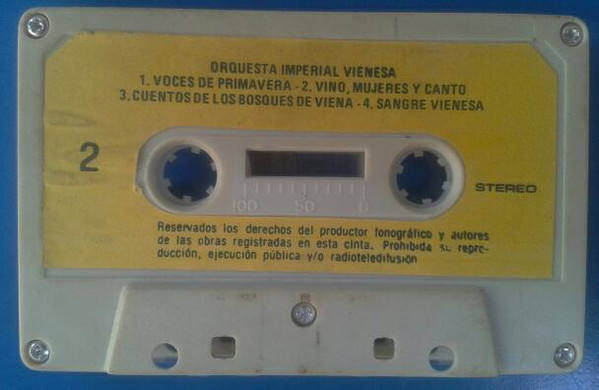 ORQUESTA IMPERIAL VIENESA
1. VOCES DE PRIMAVERA - 2. VINO, MUJERES Y CANTO
3. CUENTOS DE LOS BOSQUES DE VIENA - 4. SANGRE VIENESA
2
100 50 0
STEREO
Reservados los derechos del productor fonográfico y autores
de las obras registradas en esta cinta. Prohibida su repro-
ducción, ejecución pública y/o radioteledifusión